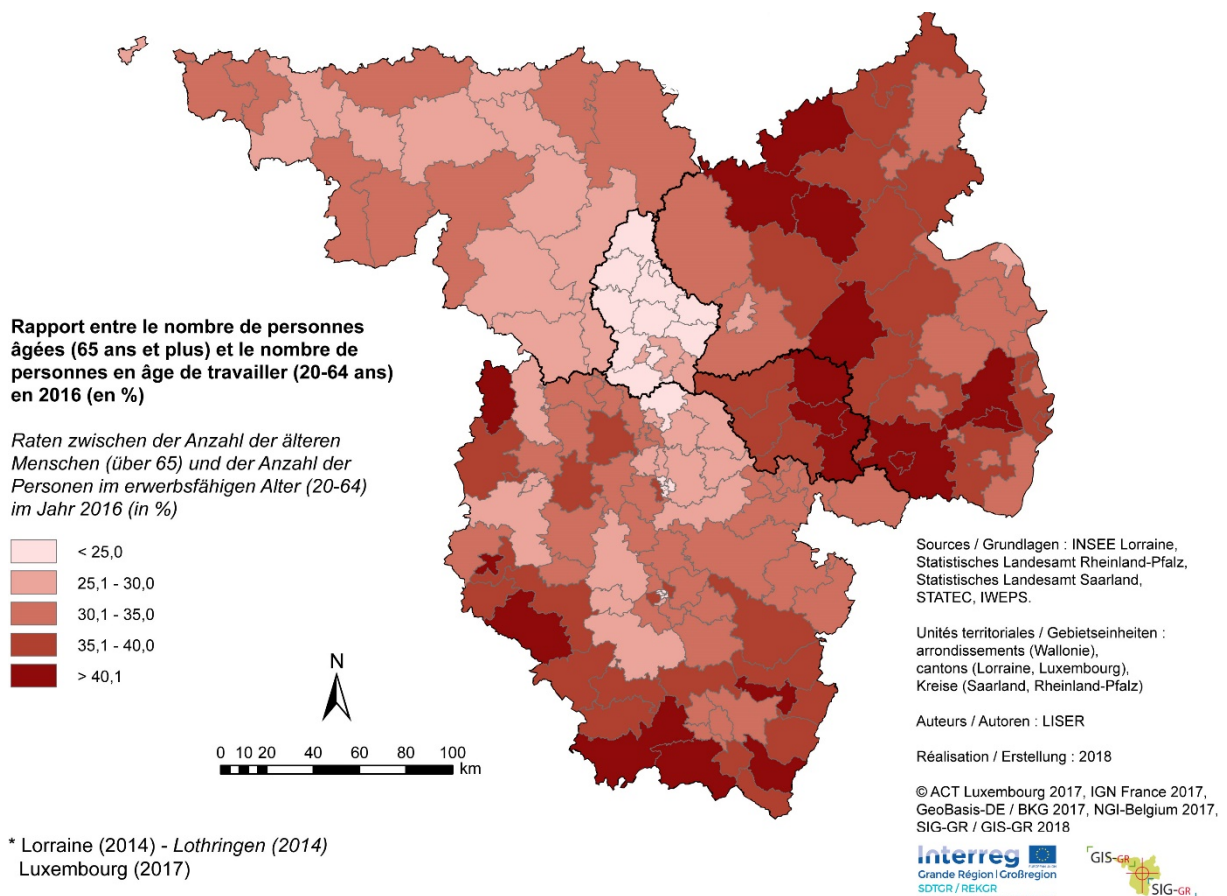 Rapport entre le nombre de personnes
âgées (65 ans et plus) et le nombre de
personnes en âge de travailler (20-64 ans)
en 2016 (en %)
Raten zwischen der Anzahl der älteren
Menschen (über 65) und der Anzahl der
Personen im erwerbsfähigen Alter (20-64)
im Jahr 2016 (in %)
< 25,0
25,1 - 30,0
30,1 - 35,0
35,1 - 40,0
> 40,1
N
0 10 20 40 60 80 100
km
* Lorraine (2014) - Lothringen (2014)
Luxembourg (2017)
Sources / Grundlagen : INSEE Lorraine,
Statistisches Landesamt Rheinland-Pfalz,
Statistisches Landesamt Saarland,
STATEC, IWEPS.
Unités territoriales / Gebietseinheiten :
arrondissements (Wallonie),
cantons (Lorraine, Luxembourg),
Kreise (Saarland, Rheinland-Pfalz)
Auteurs / Autoren : LISER
Réalisation / Erstellung : 2018
© ACT Luxembourg 2017, IGN France 2017,
GeoBasis-DE / BKG 2017, NGI-Belgium 2017,
SIG-GR / GIS-GR 2018
Interreg
Grande Région | Großregion
SDTGR / REKGR
GIS-GR
SIG-GR